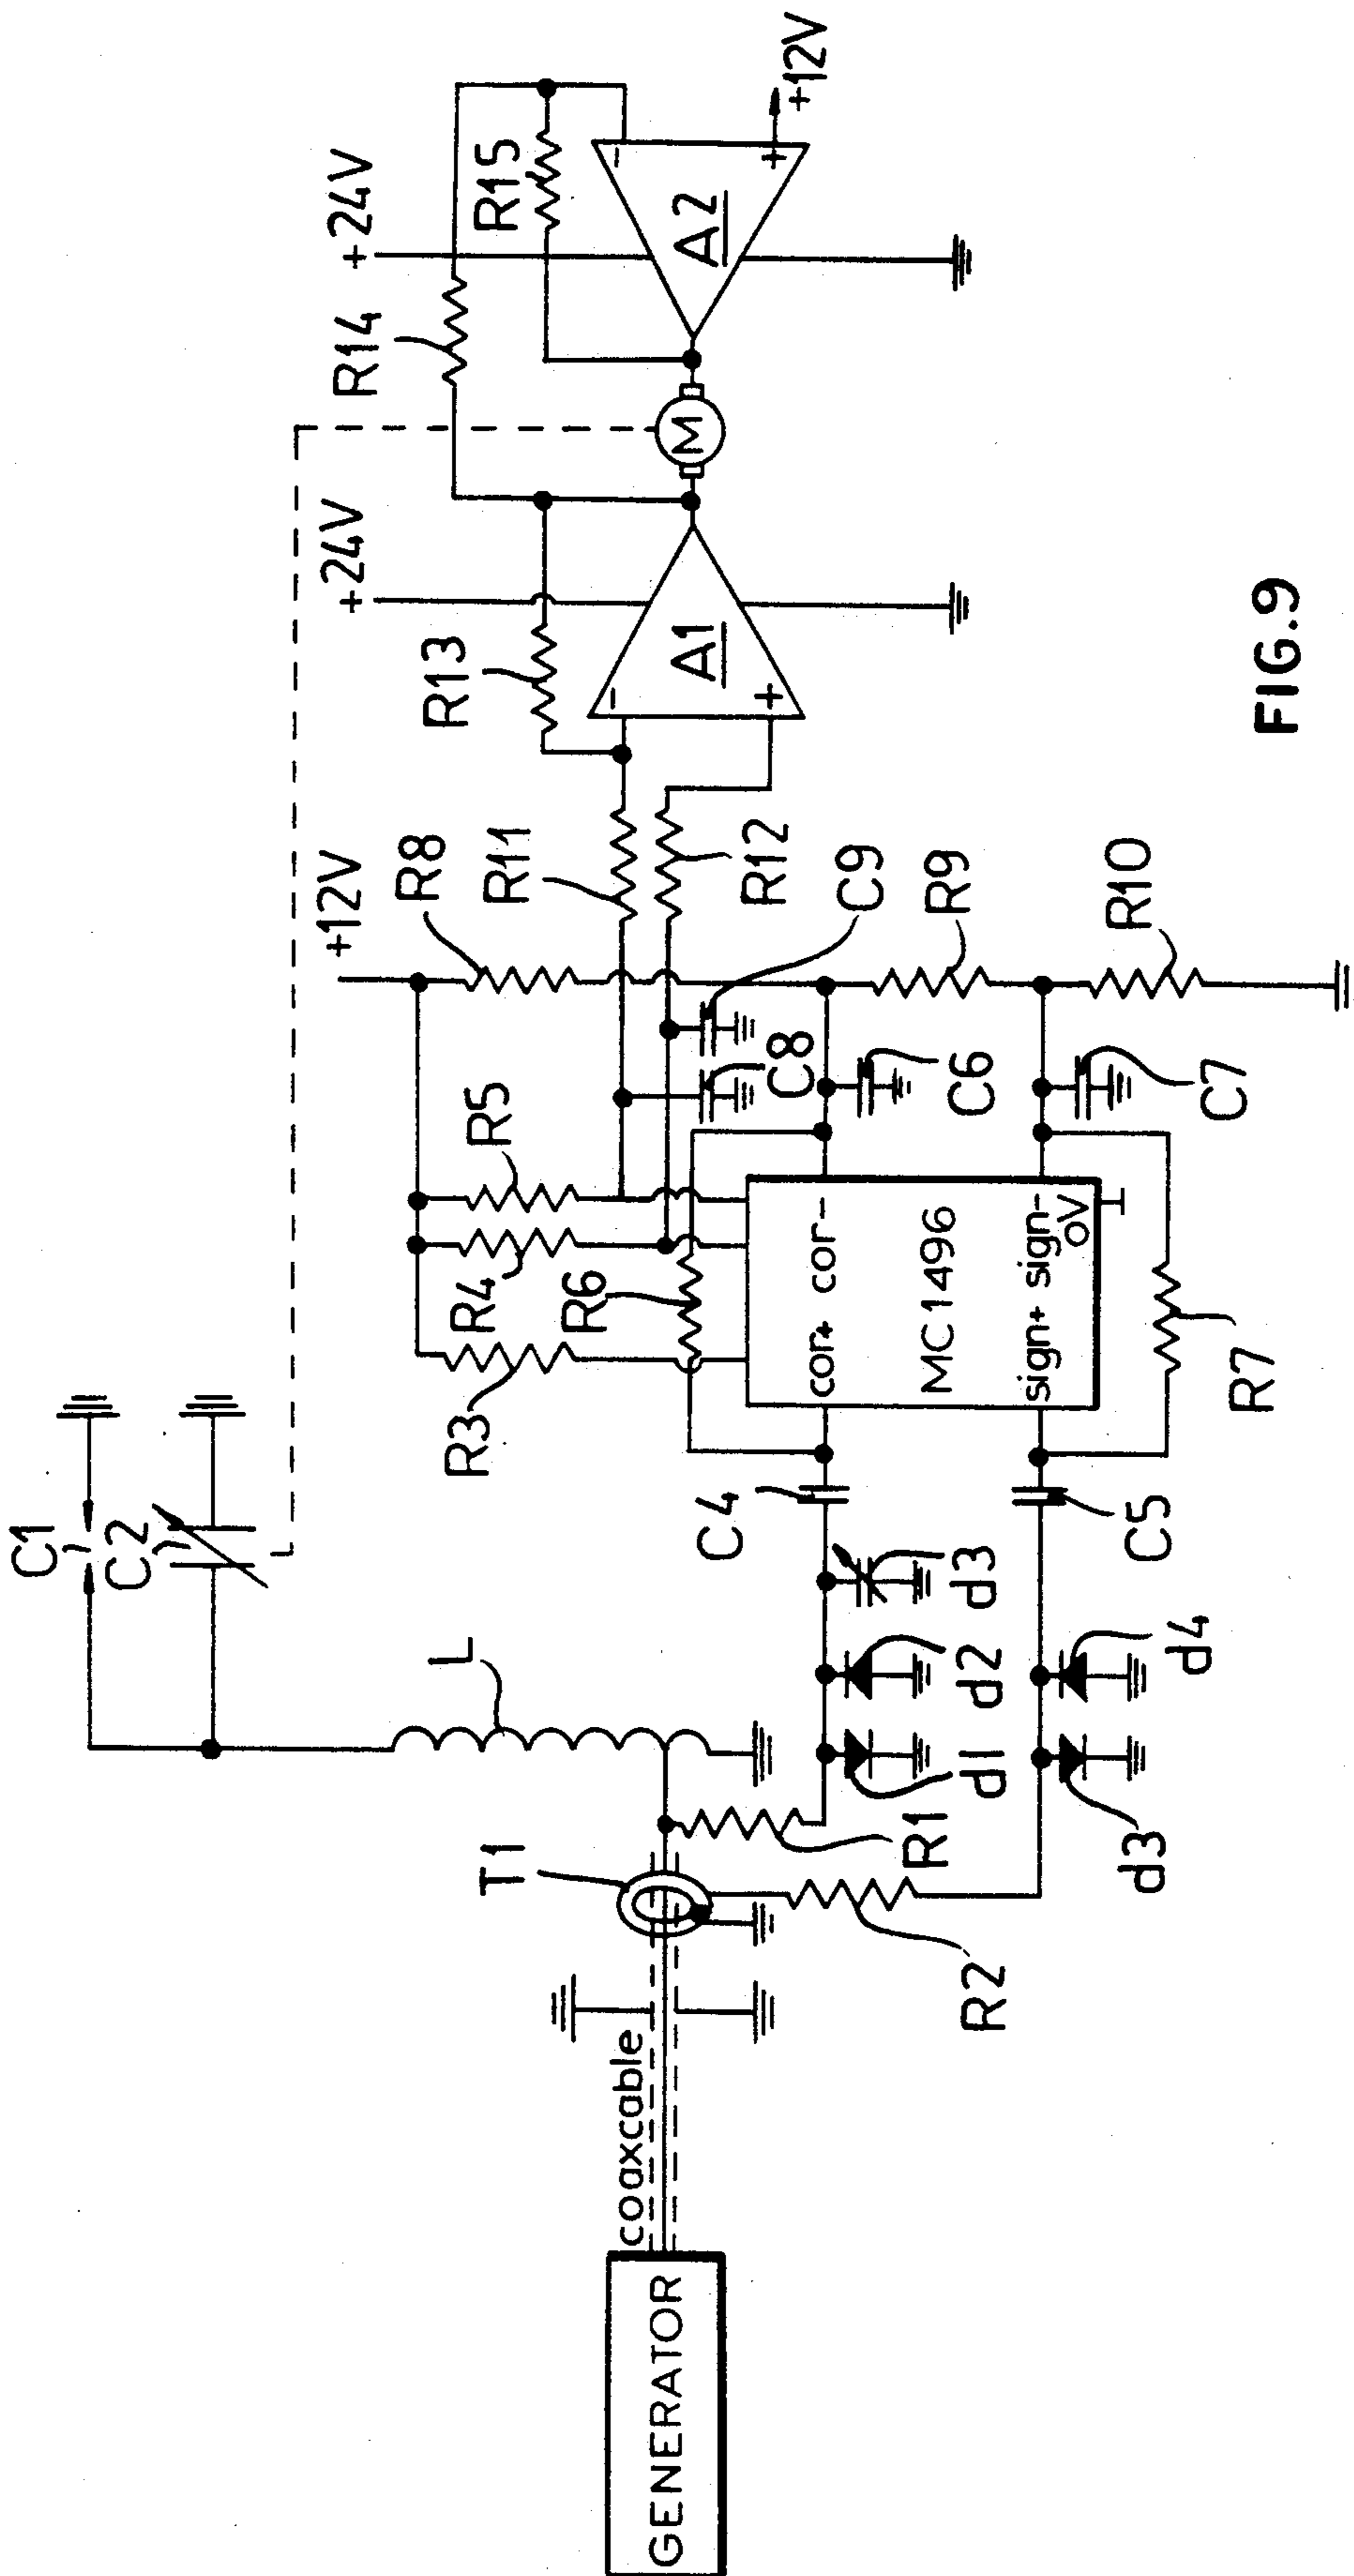 C1
C2
+24V
R14
+24V
R15
R13
A1
M
A2
+12V
+12V
R8
R11
R12
C9
C8
R5
R4
R3
R6
cor+ cor-
MC1496
sign+ sign-
0V
R9
R10
C6
C7
R7
C4
C5
d3
d2
d1
d4
d3
L
T1
R1
R2
coaxcable
GENERATOR
FIG.9